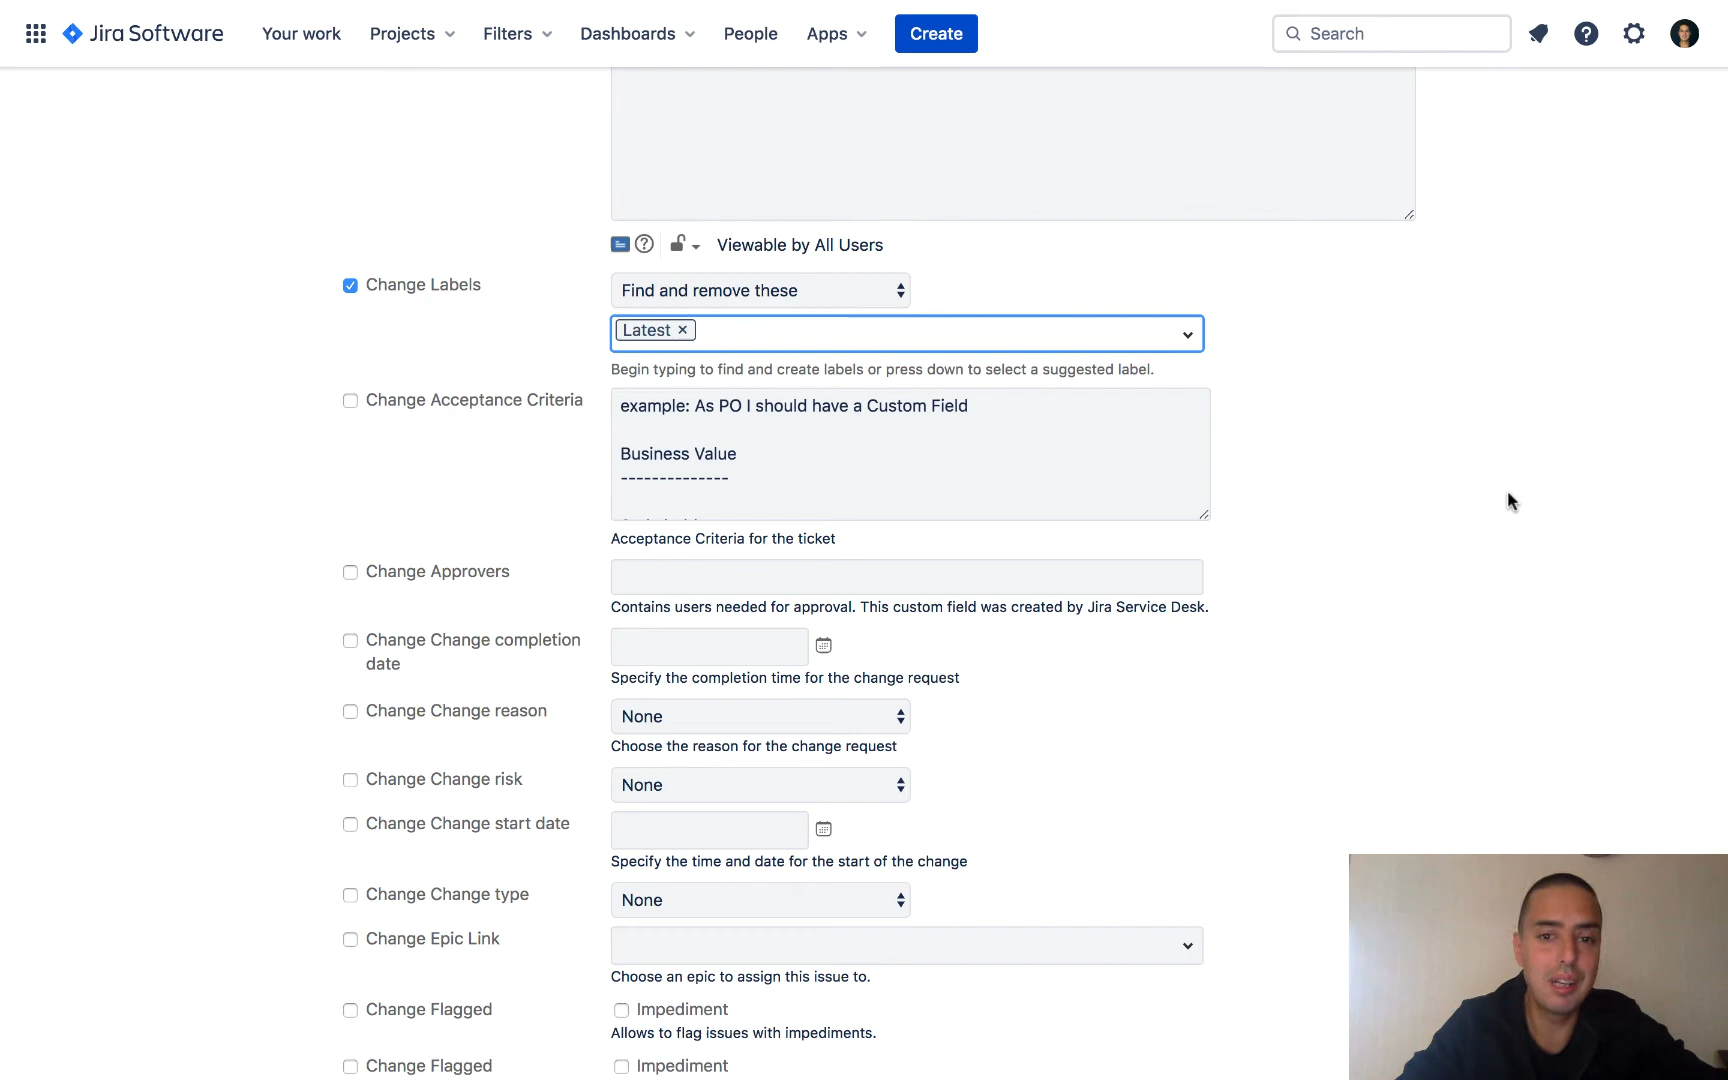 Jira Software
Your work
Projects
Filters
Dashboards
People
Apps
Create
Search
Viewable by All Users
Change Labels
Find and remove these
Latest
Begin typing to find and create labels or press down to select a suggested label.
Change Acceptance Criteria
example: As PO I should have a Custom Field
Business Value
--------------
Acceptance Criteria for the ticket
Change Approvers
Contains users needed for approval. This custom field was created by Jira Service Desk.
Change Change completion
date
Specify the completion time for the change request
Change Change reason
None
Choose the reason for the change request
Change Change risk
None
Change Change start date
Specify the time and date for the start of the change
Change Change type
None
Change Epic Link
Choose an epic to assign this issue to.
Change Flagged
Impediment
Allows to flag issues with impediments.
Change Flagged
Impediment